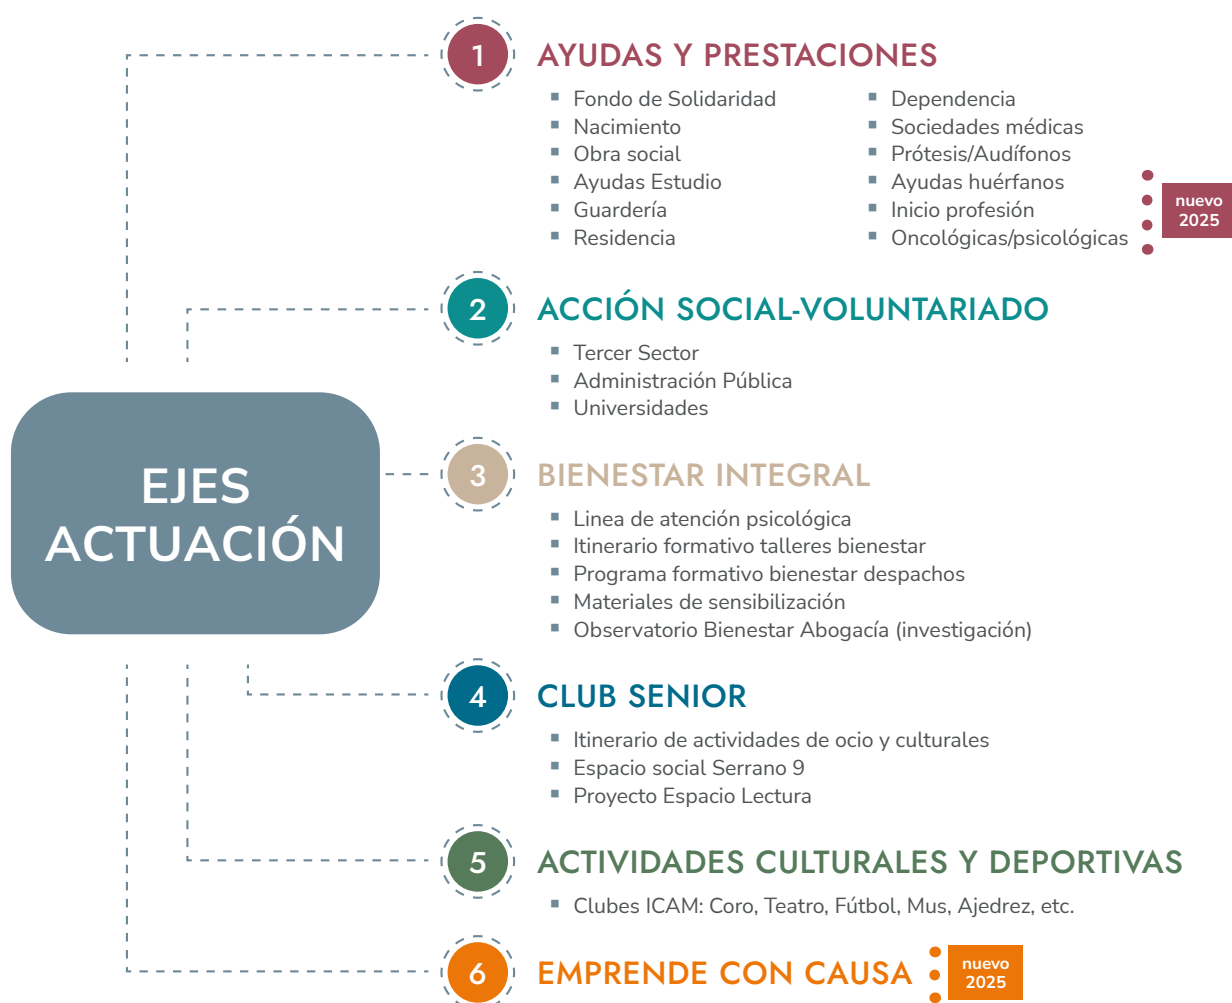 EJES
ACTUACIÓN
1
AYUDAS Y PRESTACIONES
Fondo de Solidaridad
Nacimiento
Obra social
Ayudas Estudio
Guardería
Residencia
Dependencia
Sociedades médicas
Prótesis/Audífonos
Ayudas huérfanos
Inicio profesión
Oncológicas/psicológicas
nuevo
2025
2
ACCIÓN SOCIAL-VOLUNTARIADO
Tercer Sector
Administración Pública
Universidades
3
BIENESTAR INTEGRAL
Linea de atención psicológica
Itinerario formativo talleres bienestar
Programa formativo bienestar despachos
Materiales de sensibilización
Observatorio Bienestar Abogacía (investigación)
4
CLUB SENIOR
Itinerario de actividades de ocio y culturales
Espacio social Serrano 9
Proyecto Espacio Lectura
5
ACTIVIDADES CULTURALES Y DEPORTIVAS
Clubes ICAM: Coro, Teatro, Fútbol, Mus, Ajedrez, etc.
6
EMPRENDE CON CAUSA
nuevo
2025